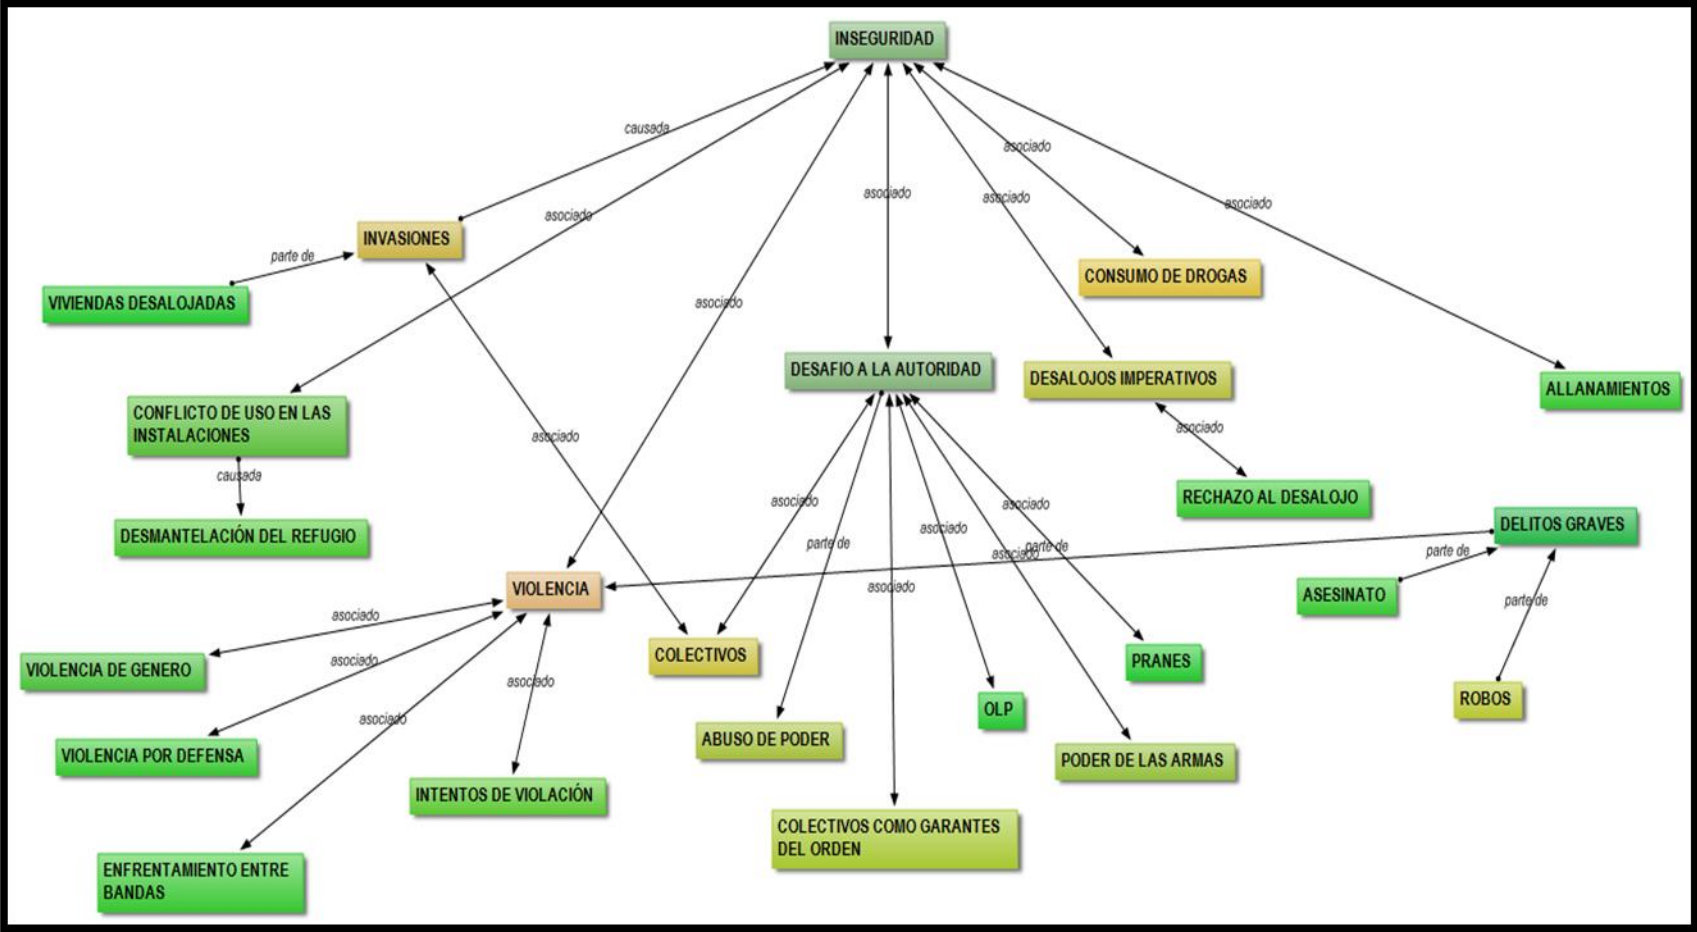 INSEGURIDAD
causada
asociado
asociado
asociado
asociado
asociado
asociado
INVASIONES
parte de
VIVIENDAS DESALOJADAS
CONSUMO DE DROGAS
asociado
DESAFIO A LA AUTORIDAD
DESALOJOS IMPERATIVOS
ALLANAMIENTOS
CONFLICTO DE USO EN LAS
INSTALACIONES
asociado
asociado
causada
RECHAZO AL DESALOJO
DESMANTELACIÓN DEL REFUGIO
asociado
asociado
asociado
parte de
asociado
parte de
asociado
DELITOS GRAVES
parte de
ASESINATO
parte de
VIOLENCIA
asociado
VIOLENCIA DE GENERO
asociado
asociado
asociado
COLECTIVOS
PRANES
ROBOS
OLP
VIOLENCIA POR DEFENSA
ABUSO DE PODER
PODER DE LAS ARMAS
INTENTOS DE VIOLACIÓN
COLECTIVOS COMO GARANTES
DEL ORDEN
ENFRENTAMIENTO ENTRE
BANDAS